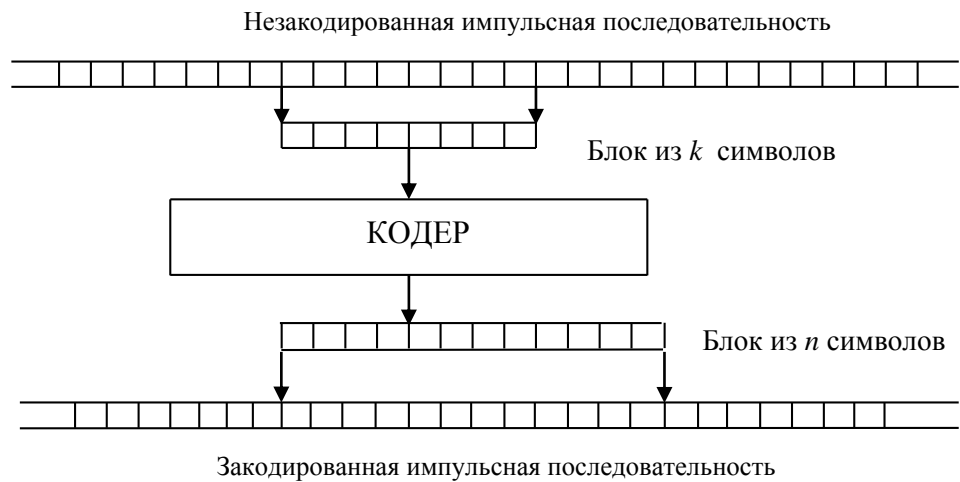 Незакодированная импульсная последовательность
Блок из k символов
КОДЕР
Блок из n символов
Закодированная импульсная последовательность